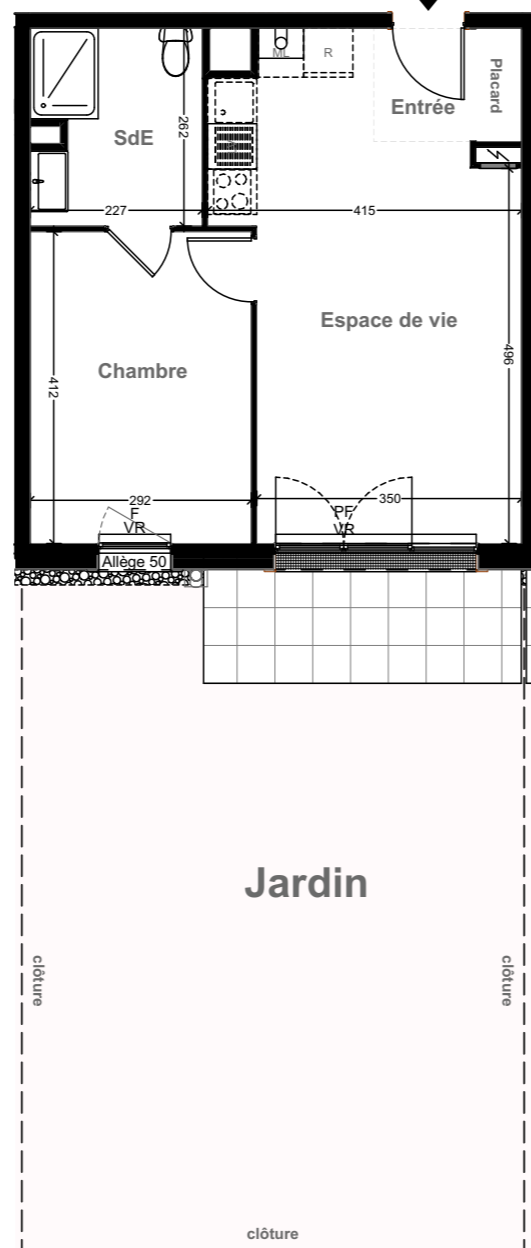 ML
R
Placard
Entrée
SdE
262
227
415
Espace de vie
Chambre
412
496
292
350
F
VR
PF
VR
Allège 50
Jardin
clôture
clôture
clôture